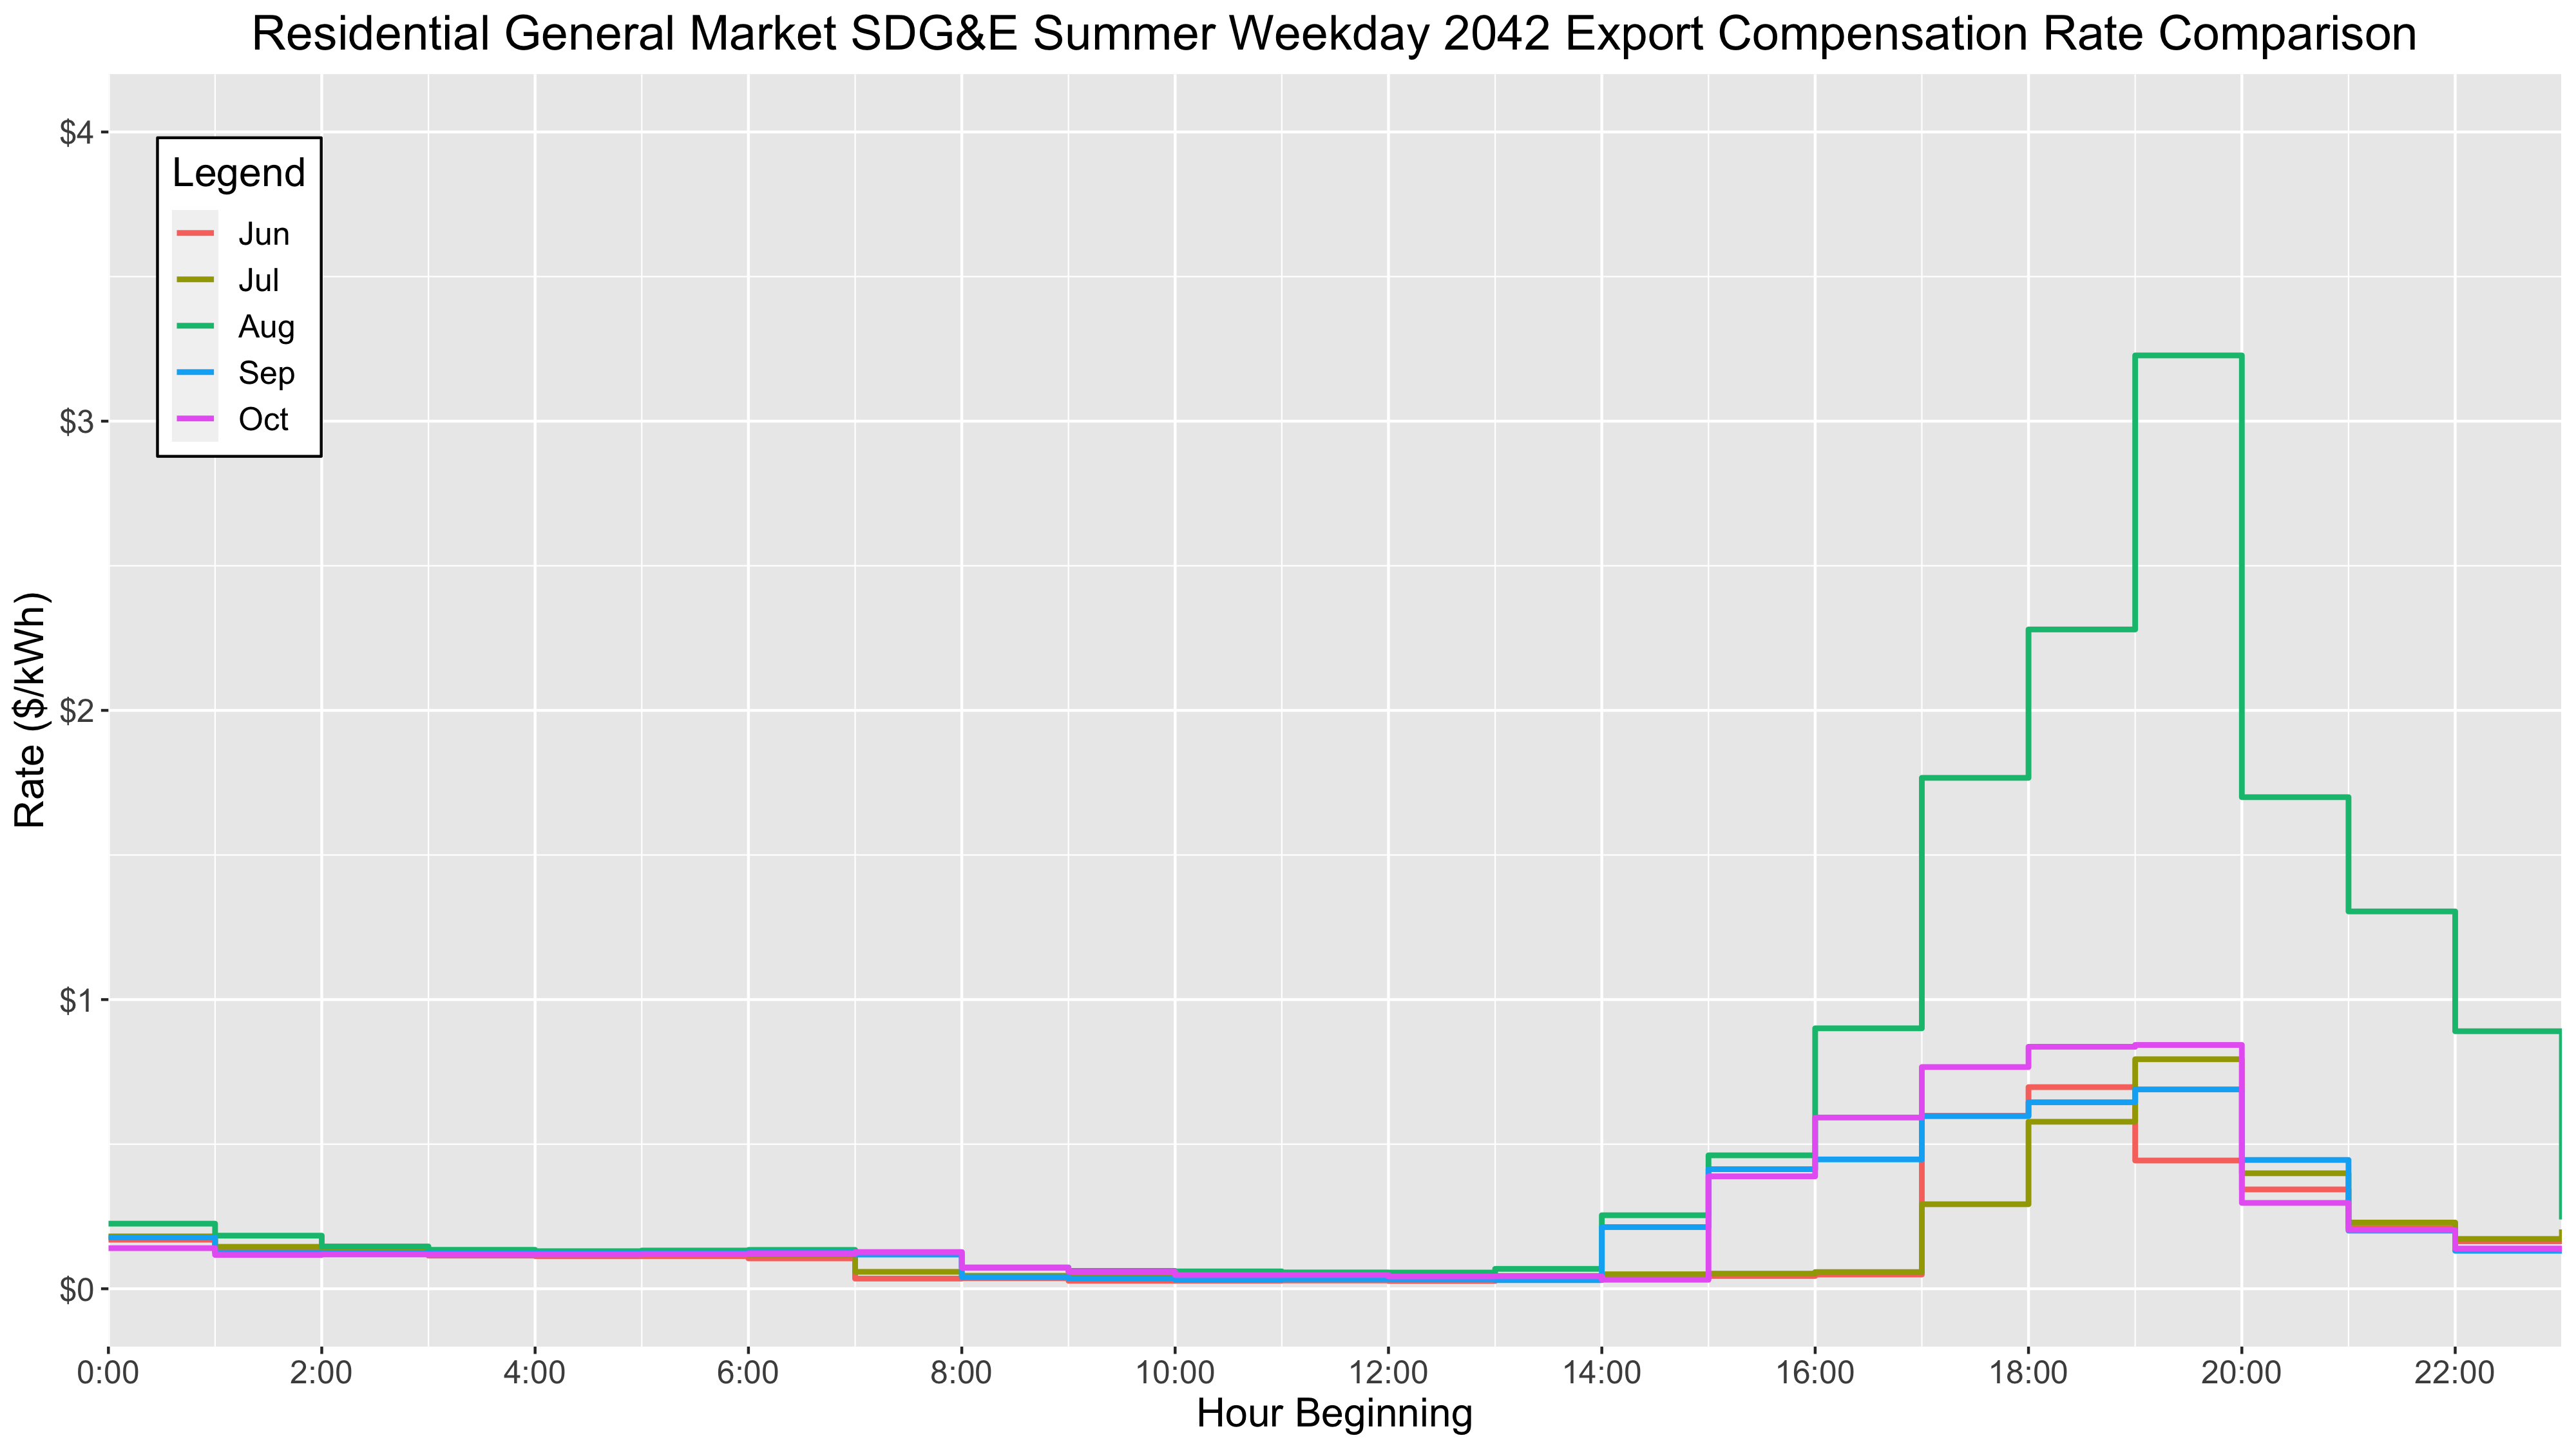 Residential General Market SDG&E Summer Weekday 2042 Export Compensation Rate Comparison
$4
$3
$2
$1
$0
Rate ($/kWh)
Legend
Jun
Jul
Aug
Sep
Oct
0:00 2:00 4:00 6:00 8:00 10:00 12:00 14:00 16:00 18:00 20:00 22:00
Hour Beginning